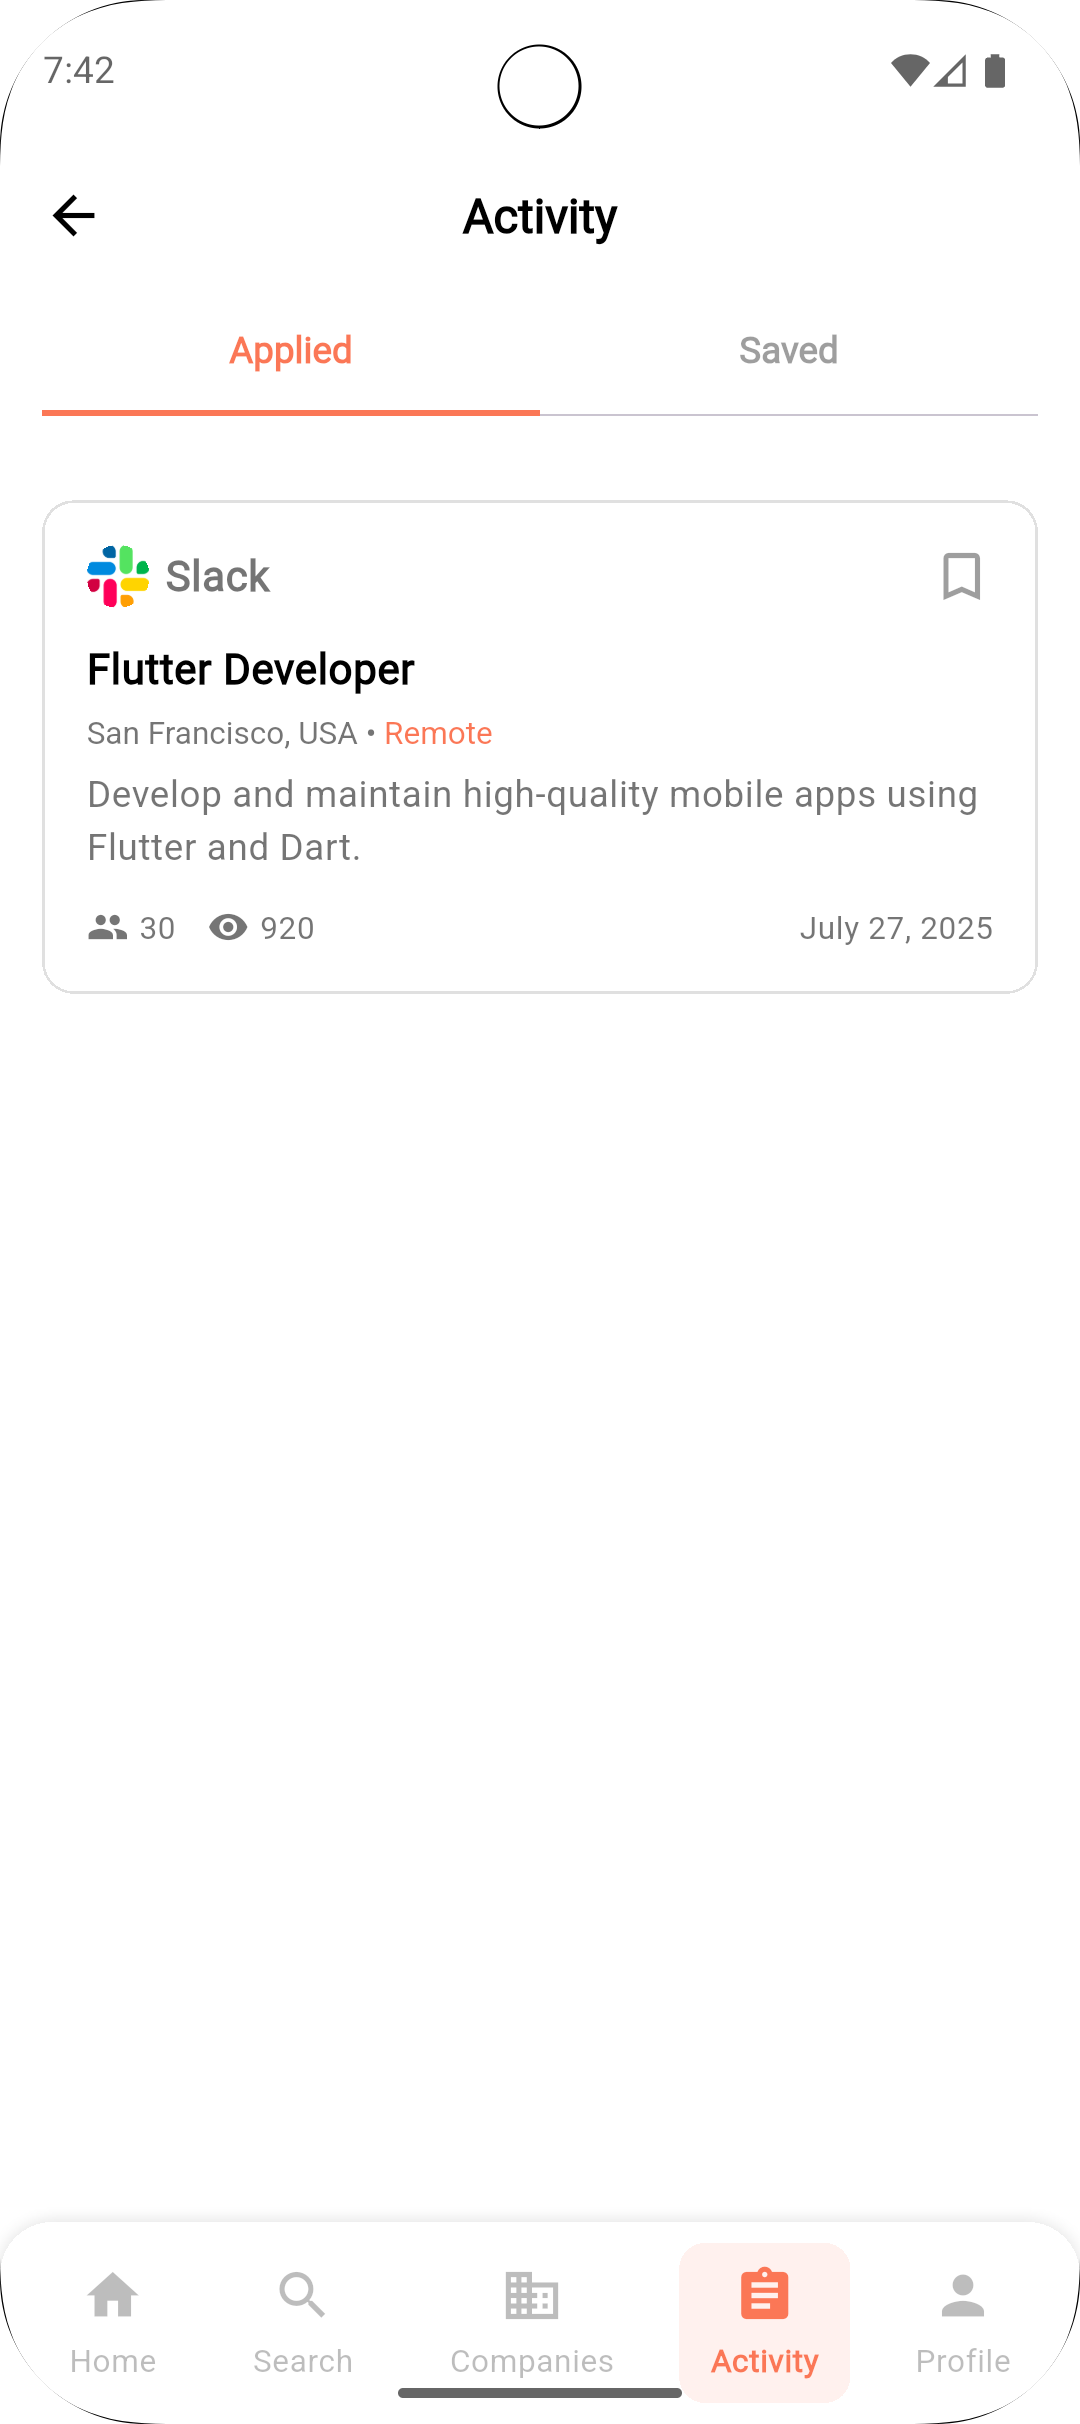 7:42
Activity
Applied
Saved
Slack
Flutter Developer
San Francisco, USA • Remote
Develop and maintain high-quality mobile apps using
Flutter and Dart.
30 920 July 27, 2025
Home Search Companies Activity Profile